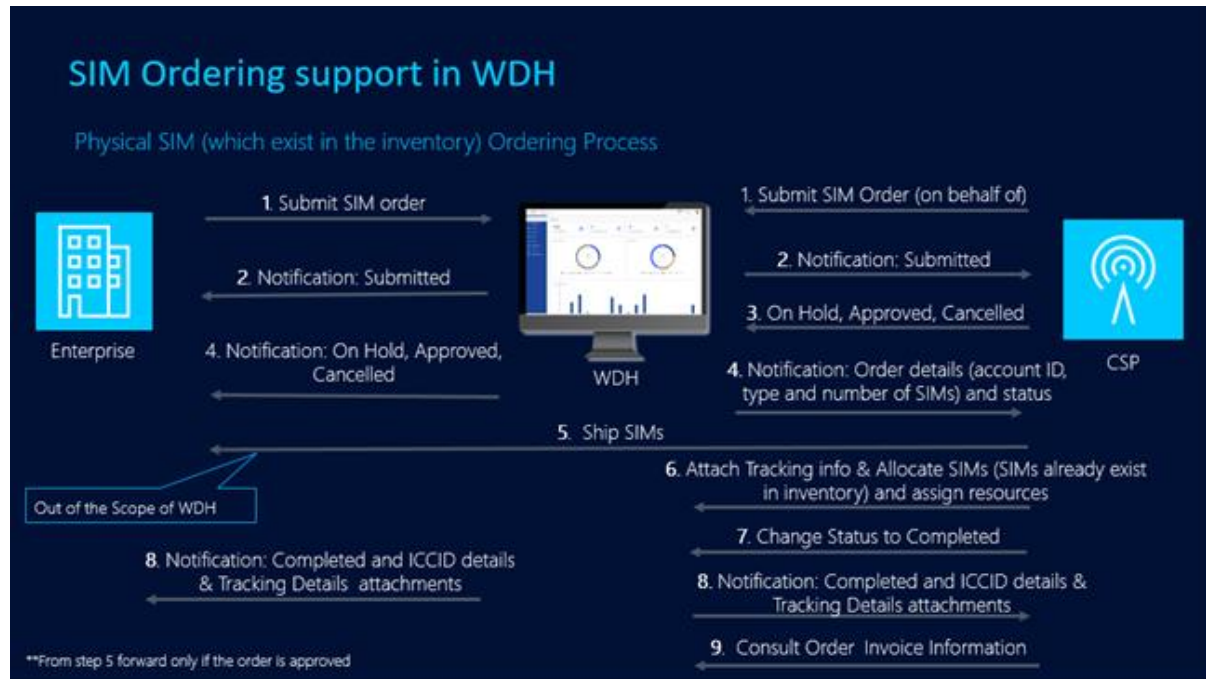 SIM Ordering support in WDH
Physical SIM (which exist in the inventory) Ordering Process
1. Submit SIM order
1. Submit SIM Order (on behalf of)
2. Notification: Submitted
2. Notification: Submitted
3. On Hold, Approved, Cancelled
Enterprise
WDH
CSP
4. Notification: On Hold, Approved,
Cancelled
4. Notification: Order details (account ID,
type and number of SIMs) and status
5. Ship SIMs
Out of the Scope of WDH
6. Attach Tracking info & Allocate SIMs (SIMs already exist
in inventory) and assign resources
7. Change Status to Completed
8. Notification: Completed and ICCID details
& Tracking Details attachments
8. Notification: Completed and ICCID details &
Tracking Details attachments
9. Consult Order Invoice Information
**From step 5 forward only if the order is approved